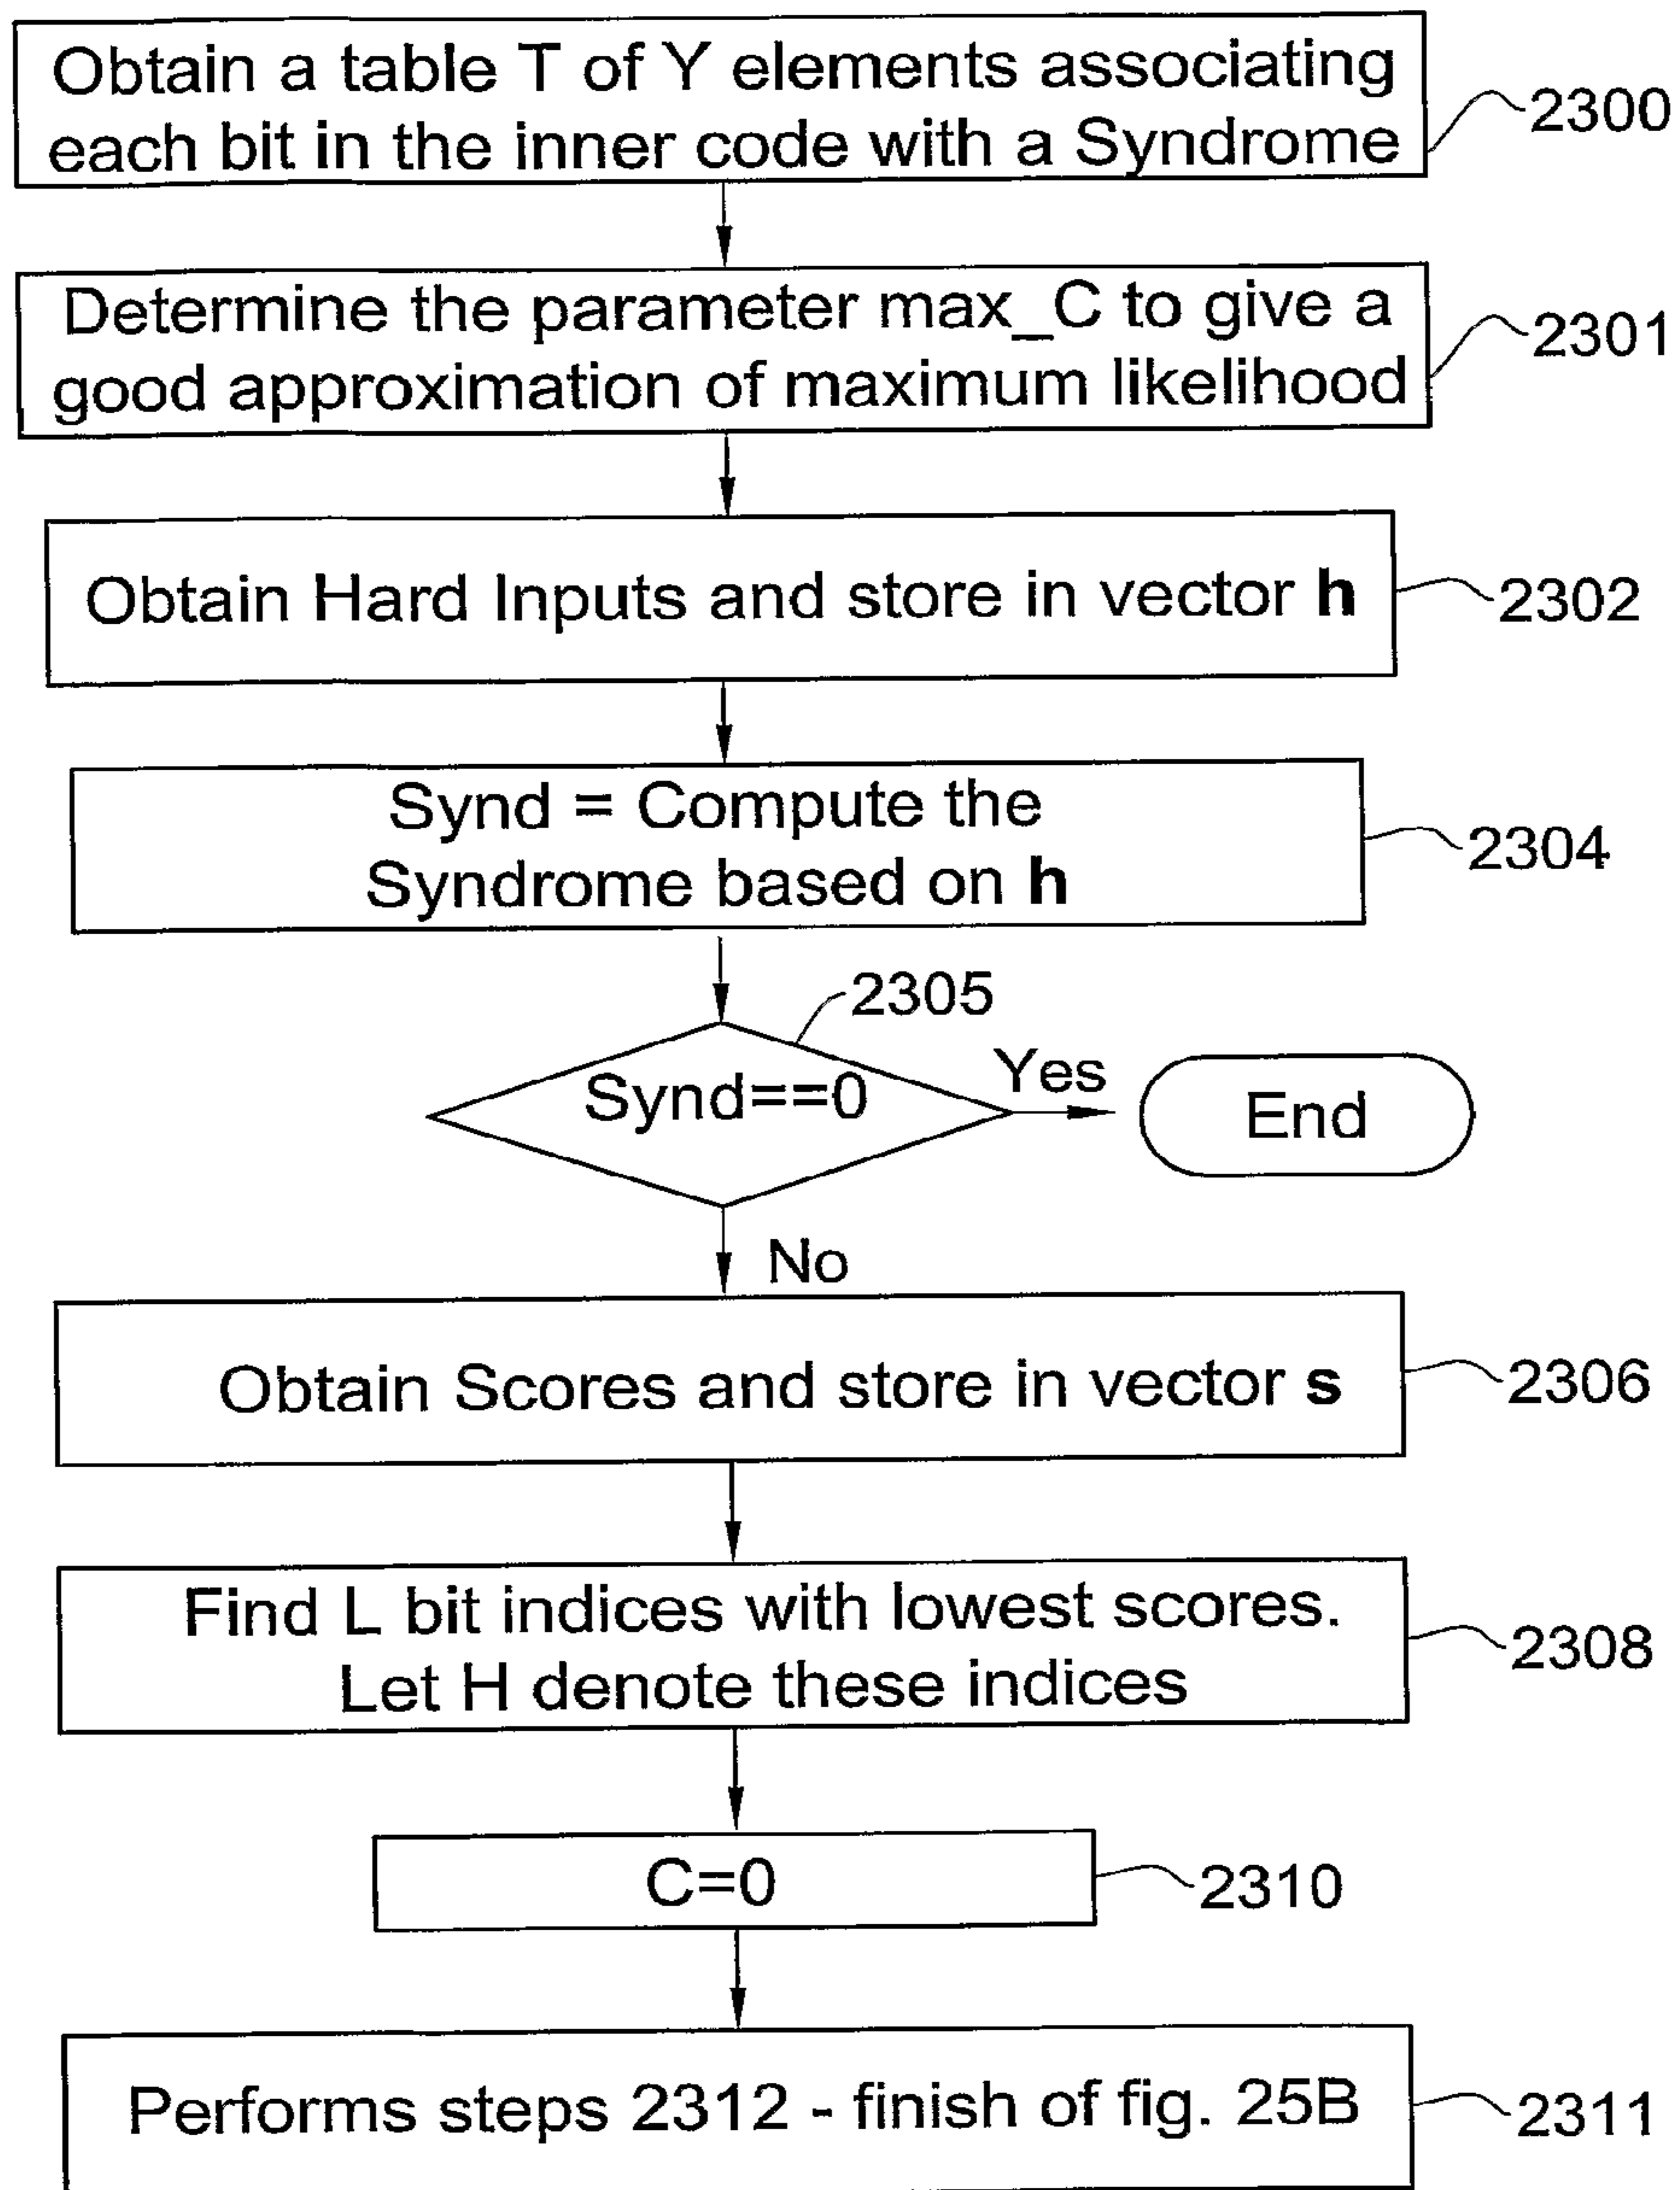 Obtain a table T of Y elements associating
each bit in the inner code with a Syndrome
2300
Determine the parameter max_C to give a
good approximation of maximum likelihood
2301
Obtain Hard Inputs and store in vector h
2302
Synd = Compute the
Syndrome based on h
2304
2305
Synd==0
Yes
End
No
Obtain Scores and store in vector s
2306
Find L bit indices with lowest scores.
Let H denote these indices
2308
C=0
2310
Performs steps 2312 - finish of fig. 25B
2311